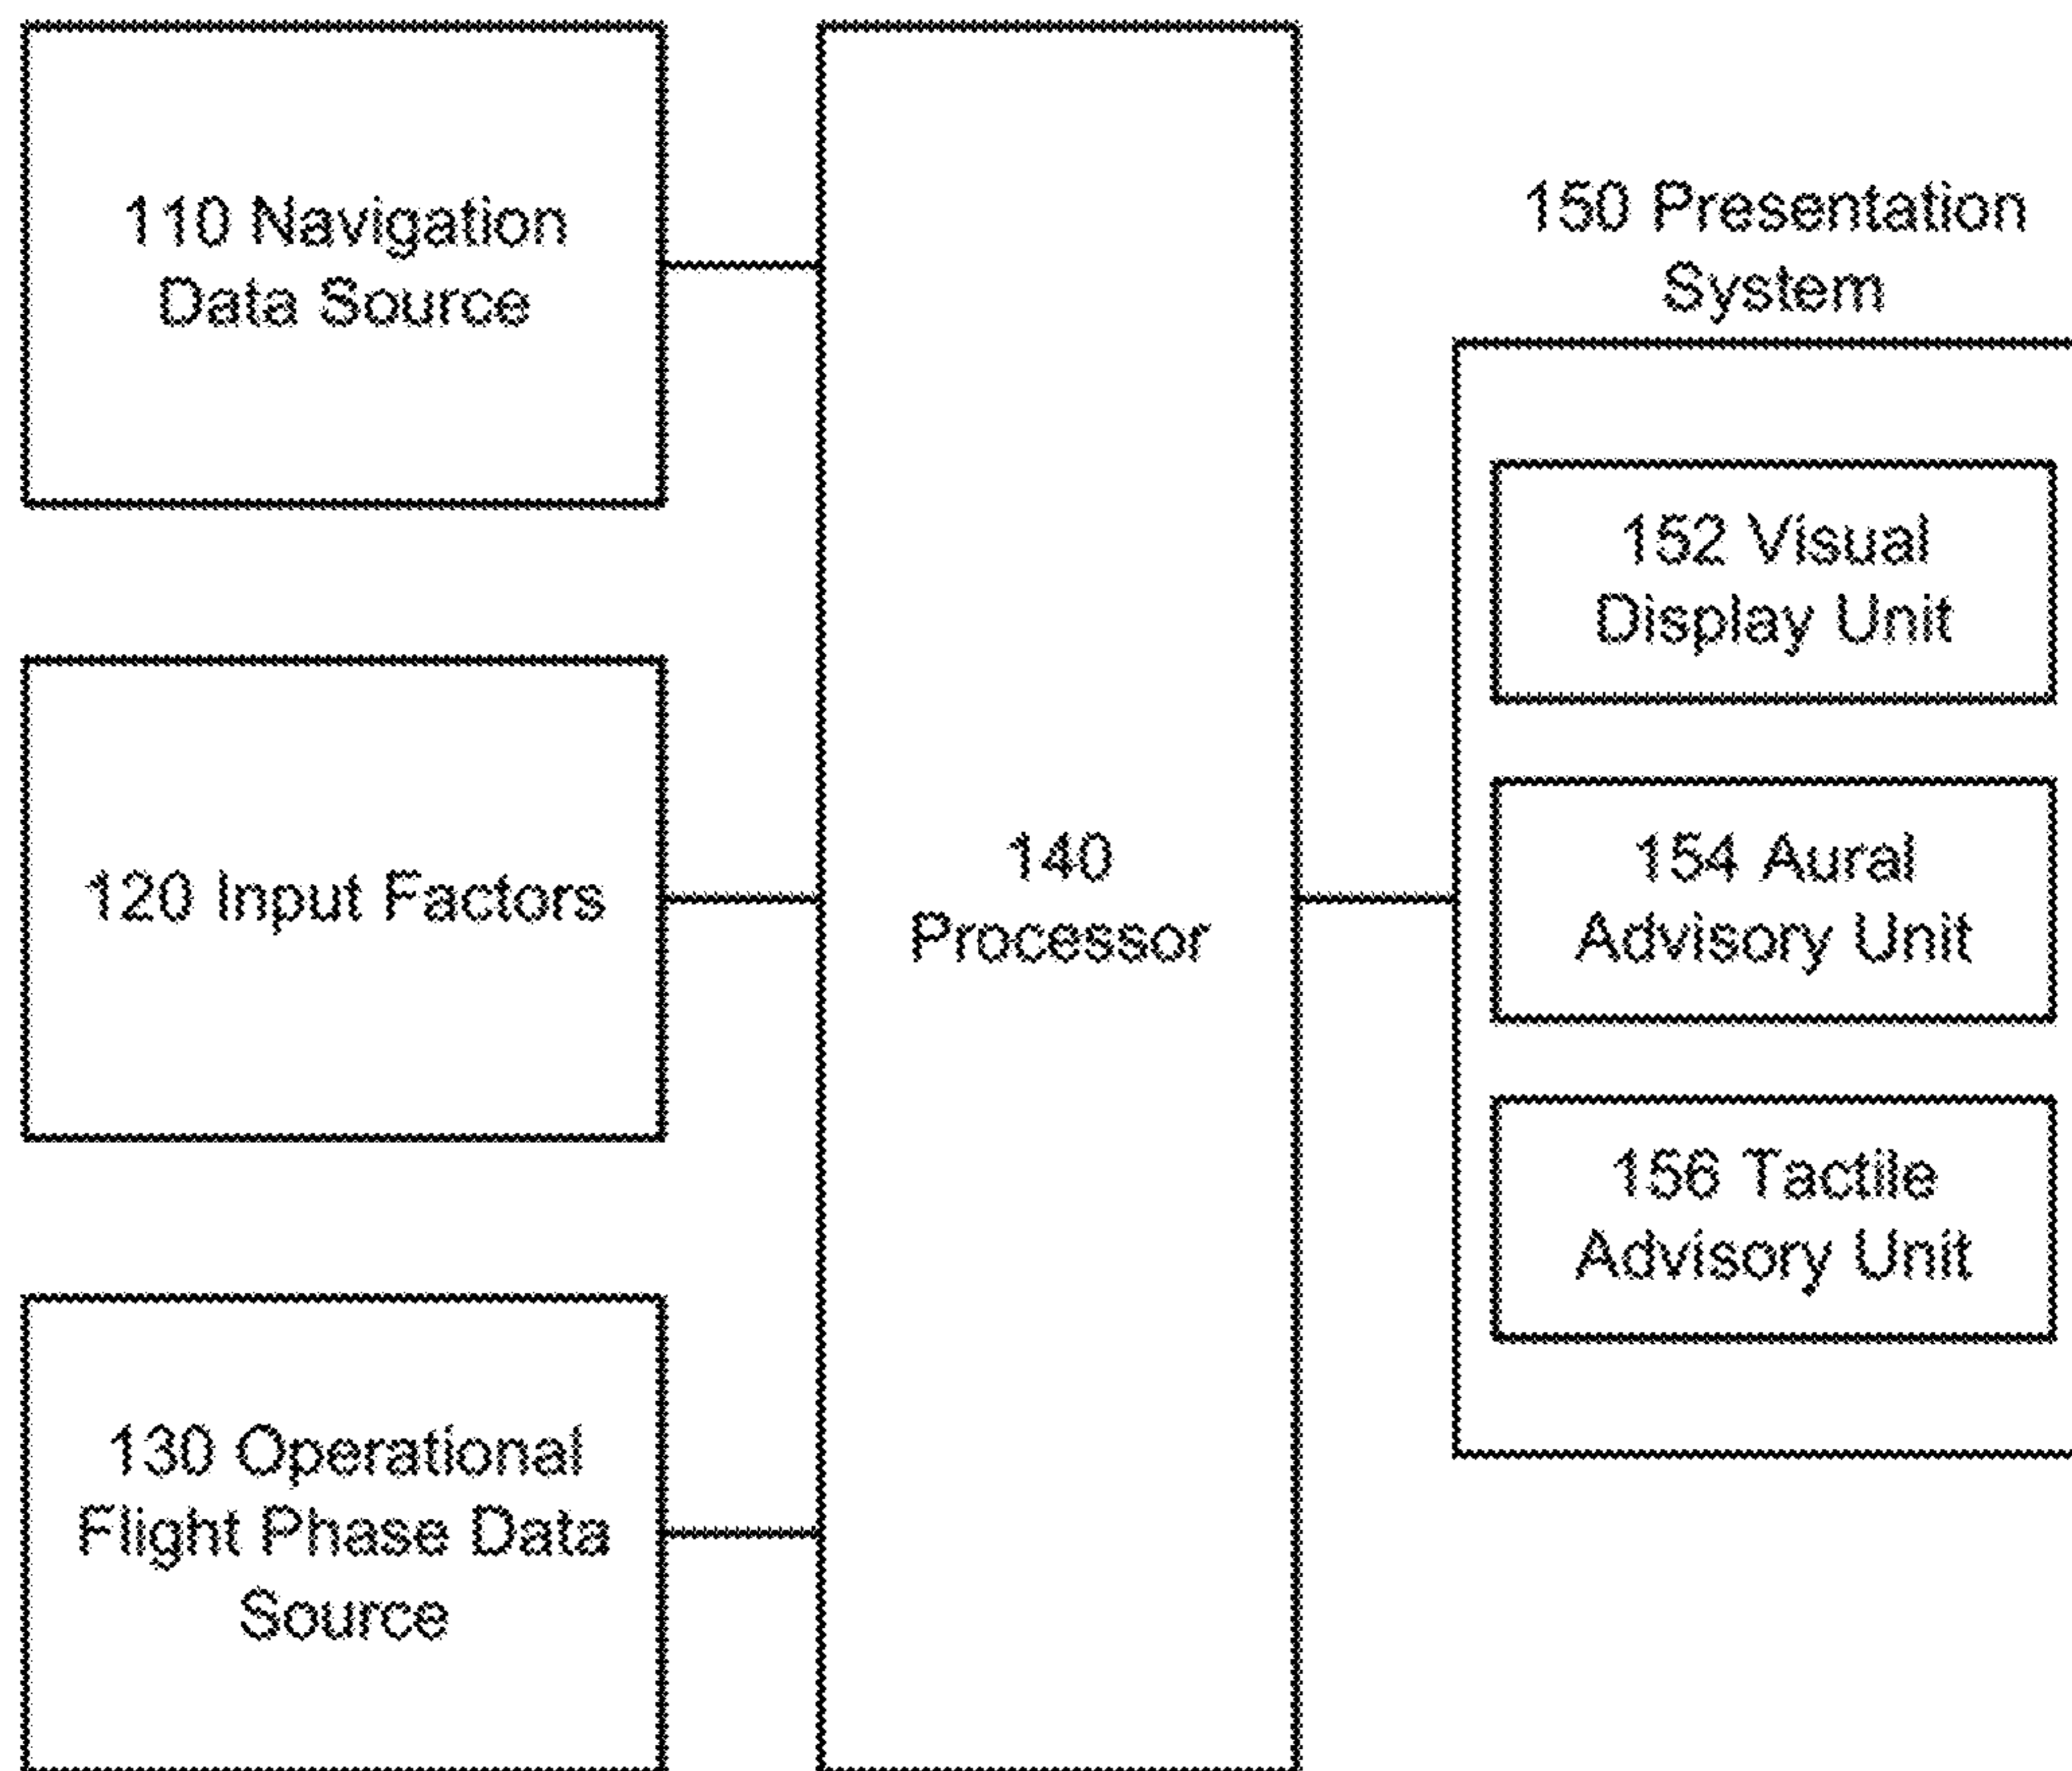 110 Navigation
Data Source
120 Input Factors
130 Operational
Flight Phase Data
Source
140
Processor
150 Presentation
System
152 Visual
Display Unit
154 Aural
Advisory Unit
156 Tactile
Advisory Unit